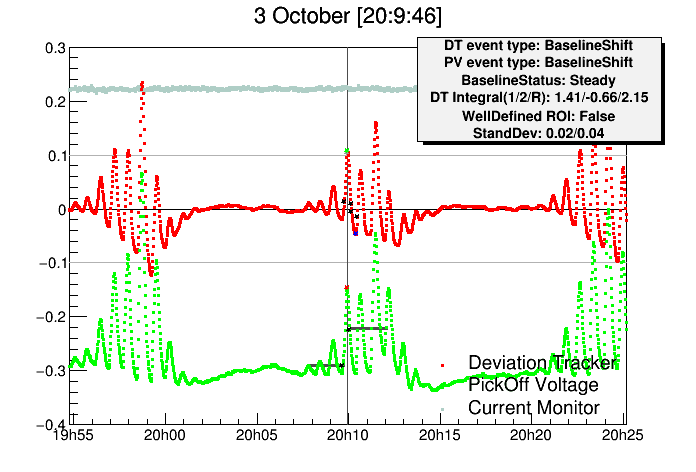 3 October [20:9:46]
DT event type: BaselineShift
PV event type: BaselineShift
BaselineStatus: Steady
DT Integral(1/2/R): 1.41/-0.66/2.15
WellDefined ROI: False
StandDev: 0.02/0.04
0.3
0.2
0.1
0
−0.1
−0.2
−0.3
−0.4
Deviation Tracker
PickOff Voltage
Current Monitor
19h55 20h00 20h05 20h10 20h15 20h20 20h25